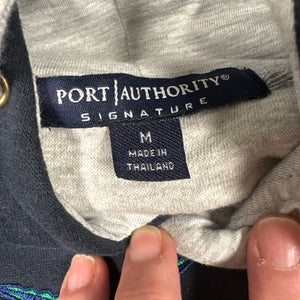 PORT AUTHORITY®
SIGNATURE
M
MADE IN
THAILAND